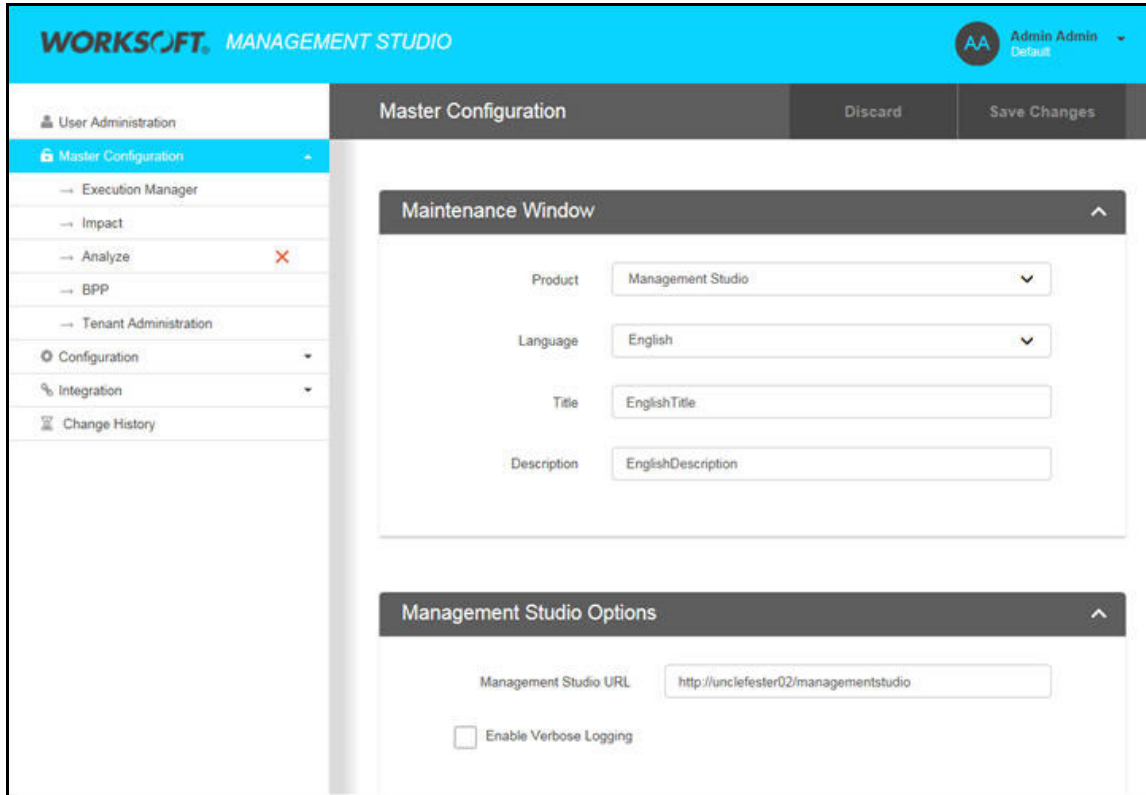 WORKSOFT® MANAGEMENT STUDIO
AA
Admin Admin
Default
User Administration
Master Configuration
→ Execution Manager
→ Impact
→ Analyze
→ BPP
→ Tenant Administration
Configuration
Integration
Change History
Master Configuration
Discard
Save Changes
Maintenance Window
Product
Management Studio
Language
English
Title
EnglishTitle
Description
EnglishDescription
Management Studio Options
Management Studio URL
http://unclefester02/managementstudio
Enable Verbose Logging